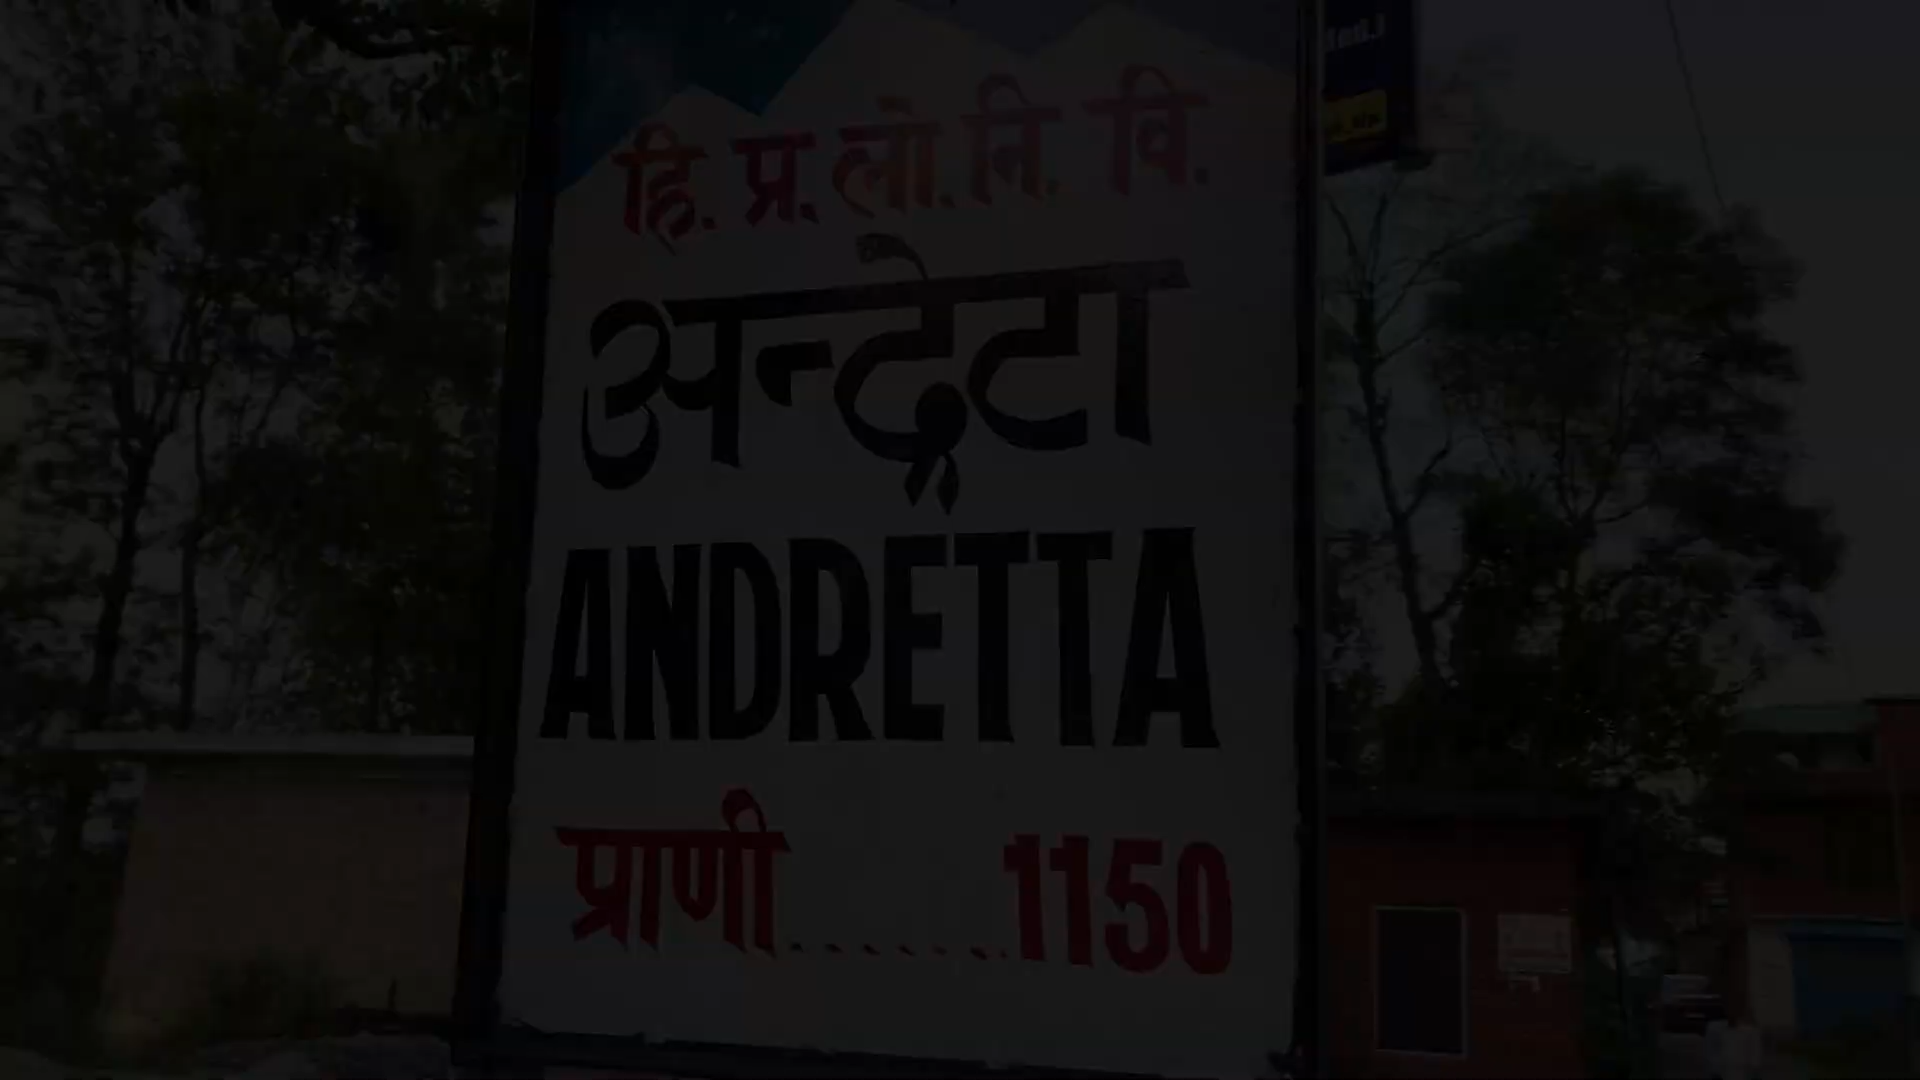 हि. प्र. लो. नि. वि.
अन्द्रेटा
ANDRETTA
प्राणी.......1150